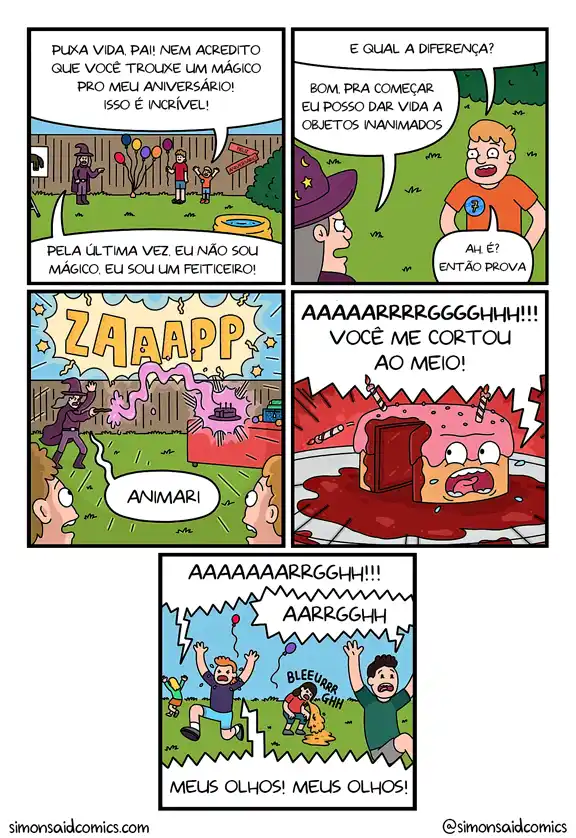 PUXA VIDA, PAI! NEM ACREDITO
QUE VOCÊ TROUXE UM MÁGICO
PRO MEU ANIVERSÁRIO!
ISSO É INCRÍVEL!
PELA ÚLTIMA VEZ, EU NÃO SOU
MÁGICO, EU SOU UM FEITICEIRO!
E QUAL A DIFERENÇA?
BOM, PRA COMEÇAR
EU POSSO DAR VIDA A
OBJETOS INANIMADOS
7
AH, É?
ENTÃO PROVA
ZAAAPP
ANIMARI
AAAAARRRRGGGGHHH!!!
VOCÊ ME CORTOU
AO MEIO!
AAAAAAARRGGHH!!!
AARRGGHH
BLEEURRR
GHH
MEUS OLHOS! MEUS OLHOS!
simonsaidcomics.com
@simonsaidcomics